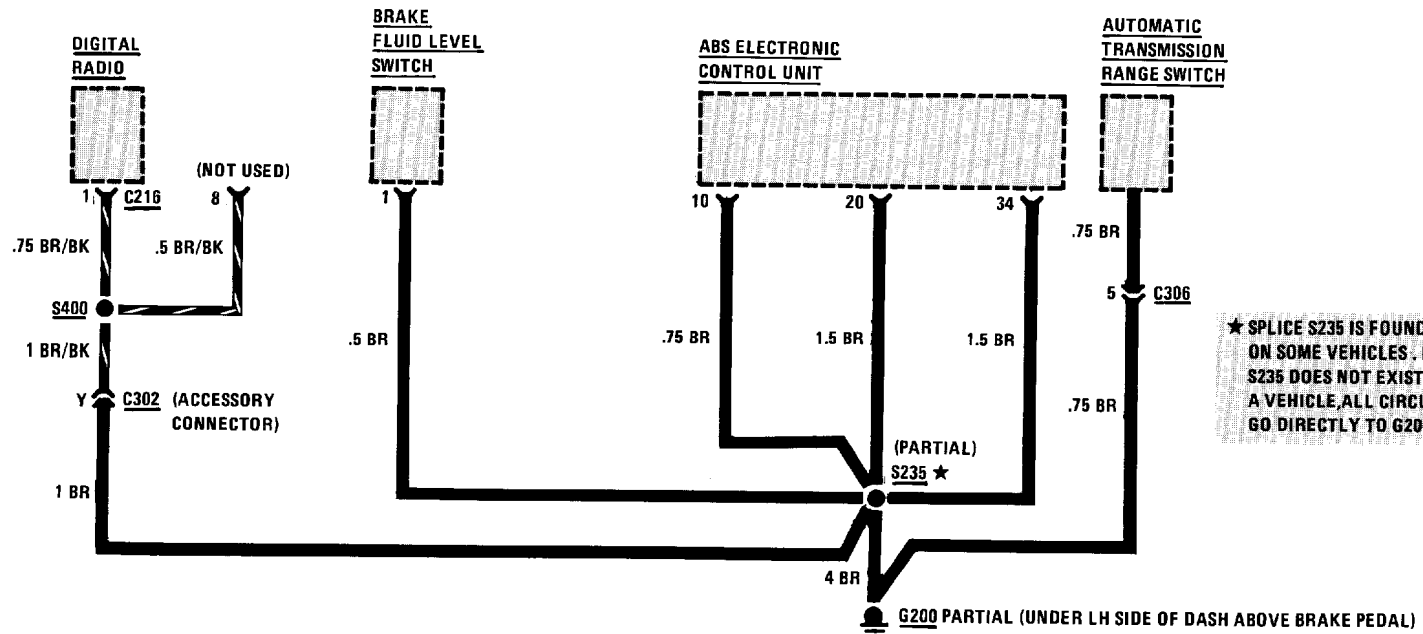 DIGITAL
RADIO
BRAKE
FLUID LEVEL
SWITCH
ABS ELECTRONIC
CONTROL UNIT
AUTOMATIC
TRANSMISSION
RANGE SWITCH
(NOT USED)
1
C216
8
1
10
20
34
.75 BR/BK
.5 BR/BK
.75 BR
5
C306
S400
1 BR/BK
.5 BR
.75 BR
1.5 BR
1.5 BR
★ SPLICE S235 IS FOUND
ON SOME VEHICLES.
S235 DOES NOT EXIST
A VEHICLE, ALL
GO DIRECTLY TO
Y
C302 (ACCESSORY
CONNECTOR)
.75 BR
(PARTIAL)
S235 ★
1 BR
4 BR
G200 PARTIAL (UNDER LH SIDE OF DASH ABOVE BRAKE PEDAL)